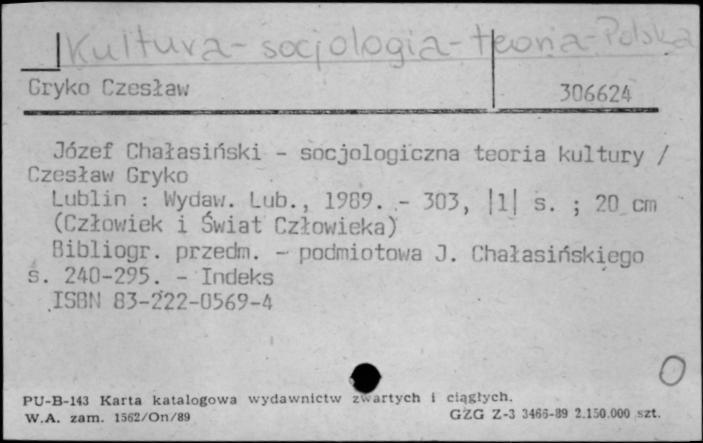 Kultura - socjologia - teoria - Polska
Gryko Czesław 306624
Józef Chałasiński - socjologiczna teoria kultury /
Czesław Gryko
Lublin : Wydaw. Lub., 1989. - 303, |1| s. ; 20 cm
(Człowiek i Świat Człowieka)
Bibliogr. przedm. - podmiotowa J. Chałasińskiego
s. 240-295. - Indeks
ISBN 83-222-0569-4
O
PU-B-143 Karta katalogowa wydawnictw zwartych i ciągłych.
W.A. zam. 1562/On/89 GZG Z-3 3466-89 2.150.000 szt.